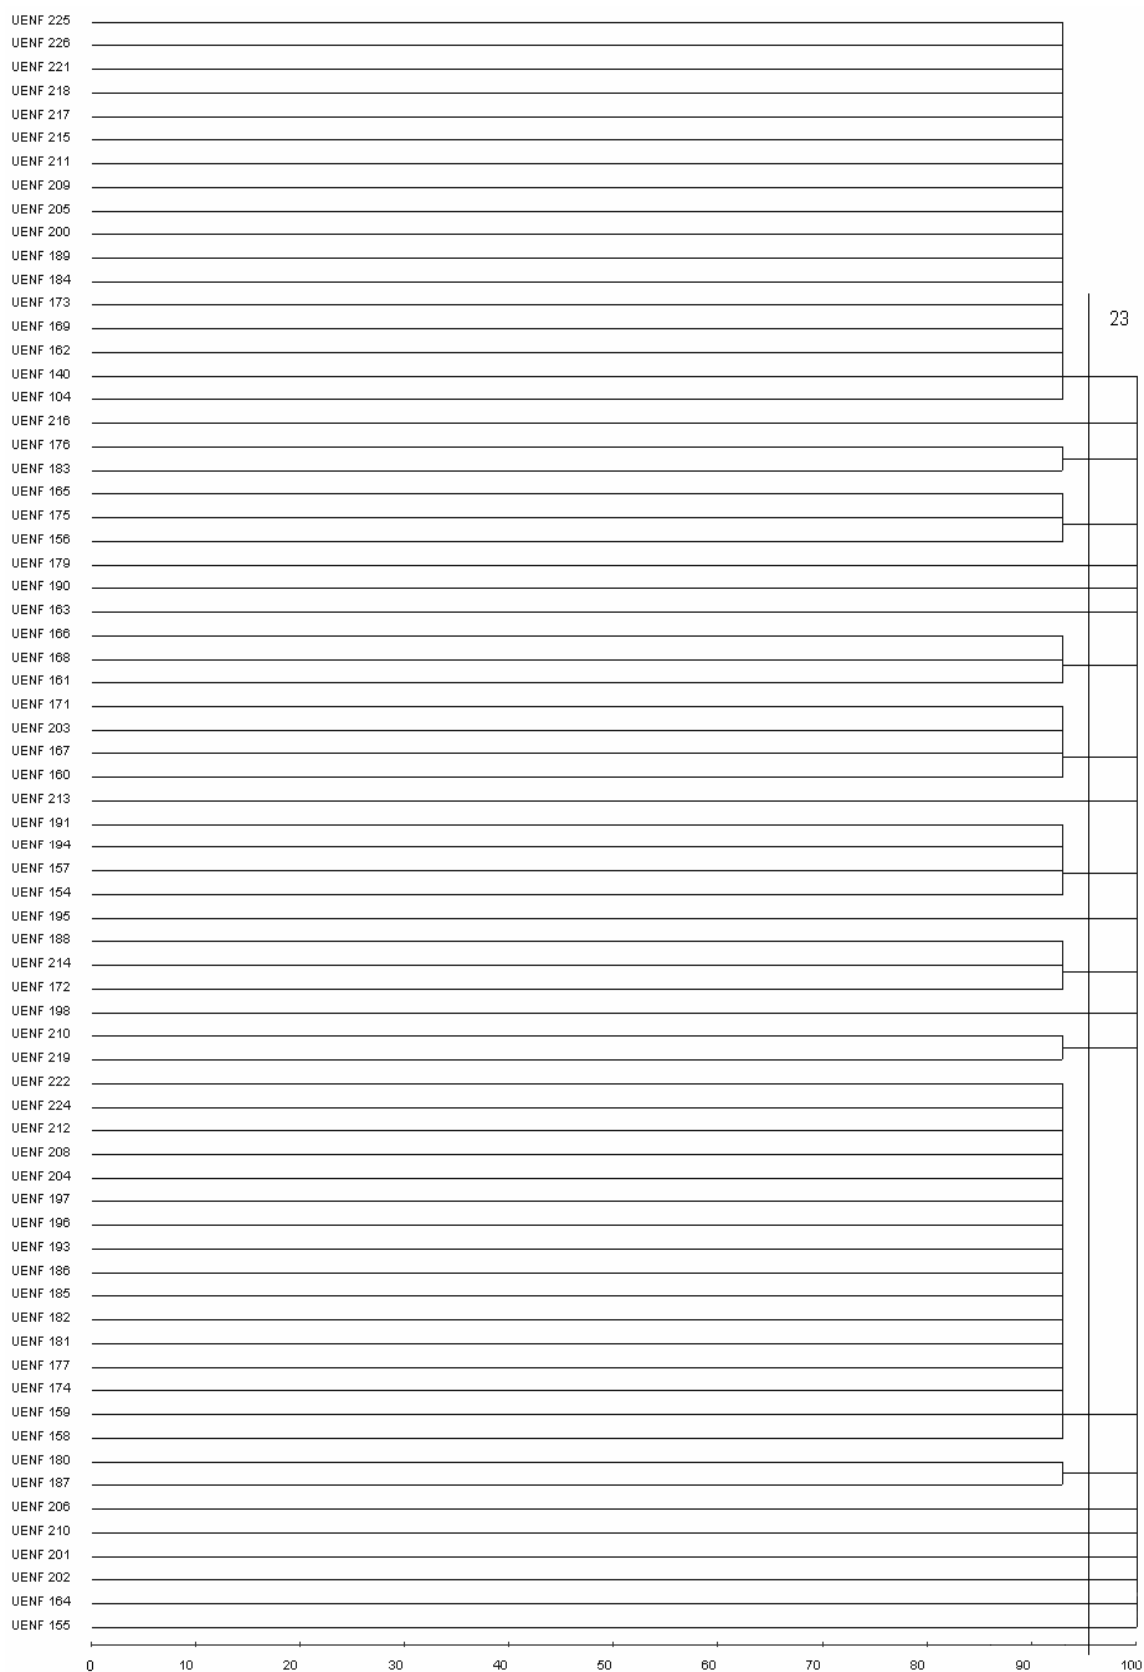 UENF 225
UENF 226
UENF 221
UENF 218
UENF 217
UENF 215
UENF 211
UENF 209
UENF 205
UENF 200
UENF 189
UENF 184
UENF 173
23
UENF 169
UENF 162
UENF 140
UENF 104
UENF 216
UENF 176
UENF 183
UENF 165
UENF 175
UENF 156
UENF 179
UENF 190
UENF 163
UENF 166
UENF 168
UENF 161
UENF 171
UENF 203
UENF 167
UENF 160
UENF 213
UENF 191
UENF 194
UENF 157
UENF 154
UENF 195
UENF 188
UENF 214
UENF 172
UENF 198
UENF 210
UENF 219
UENF 222
UENF 224
UENF 212
UENF 208
UENF 204
UENF 197
UENF 196
UENF 193
UENF 186
UENF 185
UENF 182
UENF 181
UENF 177
UENF 174
UENF 159
UENF 158
UENF 180
UENF 187
UENF 206
UENF 210
UENF 201
UENF 202
UENF 164
UENF 155
0 10 20 30 40 50 60 70 80 90 100